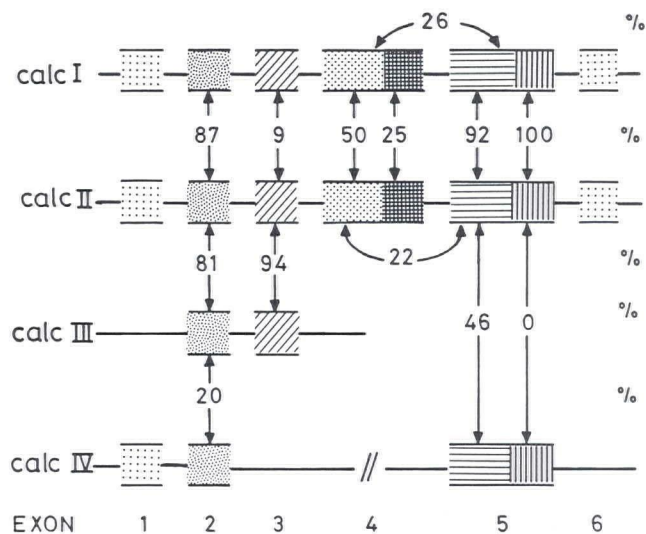 26 %
calc I
87 9 50 25 92 100 %
calc II
22
81 94 %
%
calc III 46 0
20 %
calc IV //
EXON 1 2 3 4 5 6